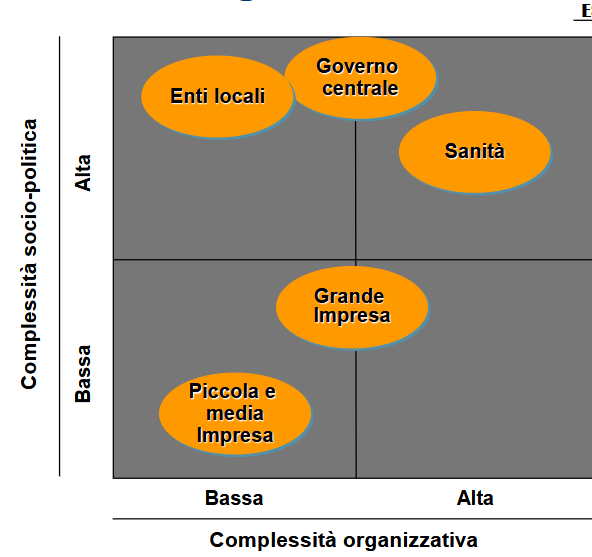 Governo
centrale
Enti locali
Sanità
Complessità socio-politica
Alta
Bassa
Grande
Impresa
Piccola e
media
Impresa
Bassa
Alta
Complessità organizzativa